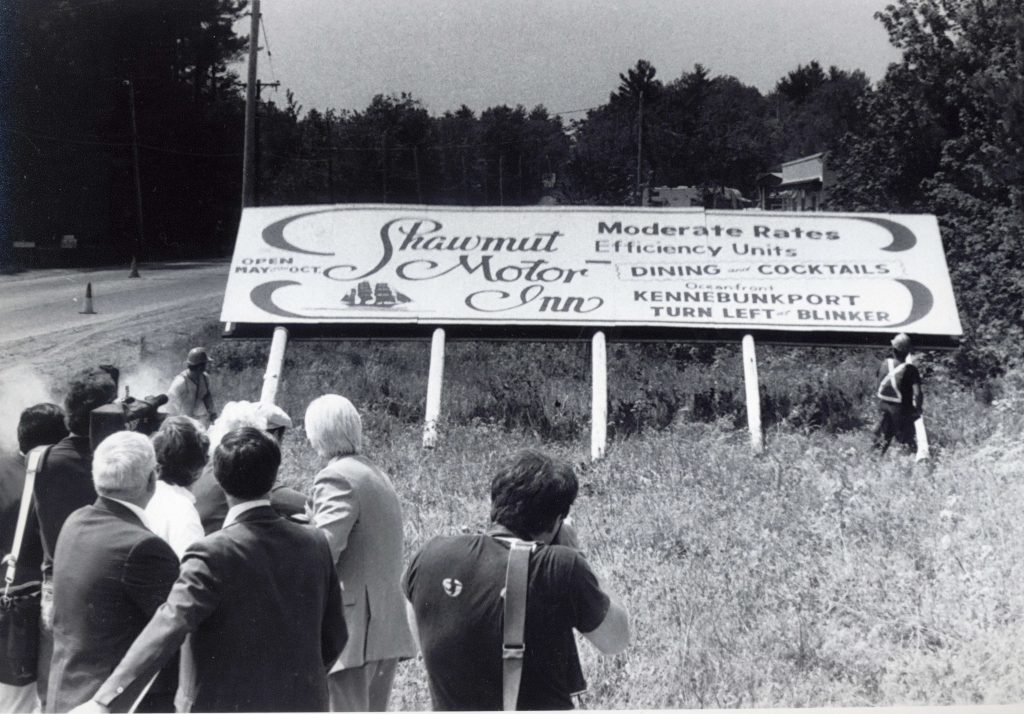 OPEN
MAY TO OCT.
Shawmut
Motor-
Inn
Moderate Rates
Efficiency Units
DINING and COCKTAILS
Oceanfront
KENNEBUNKPORT
TURN LEFT at BLINKER